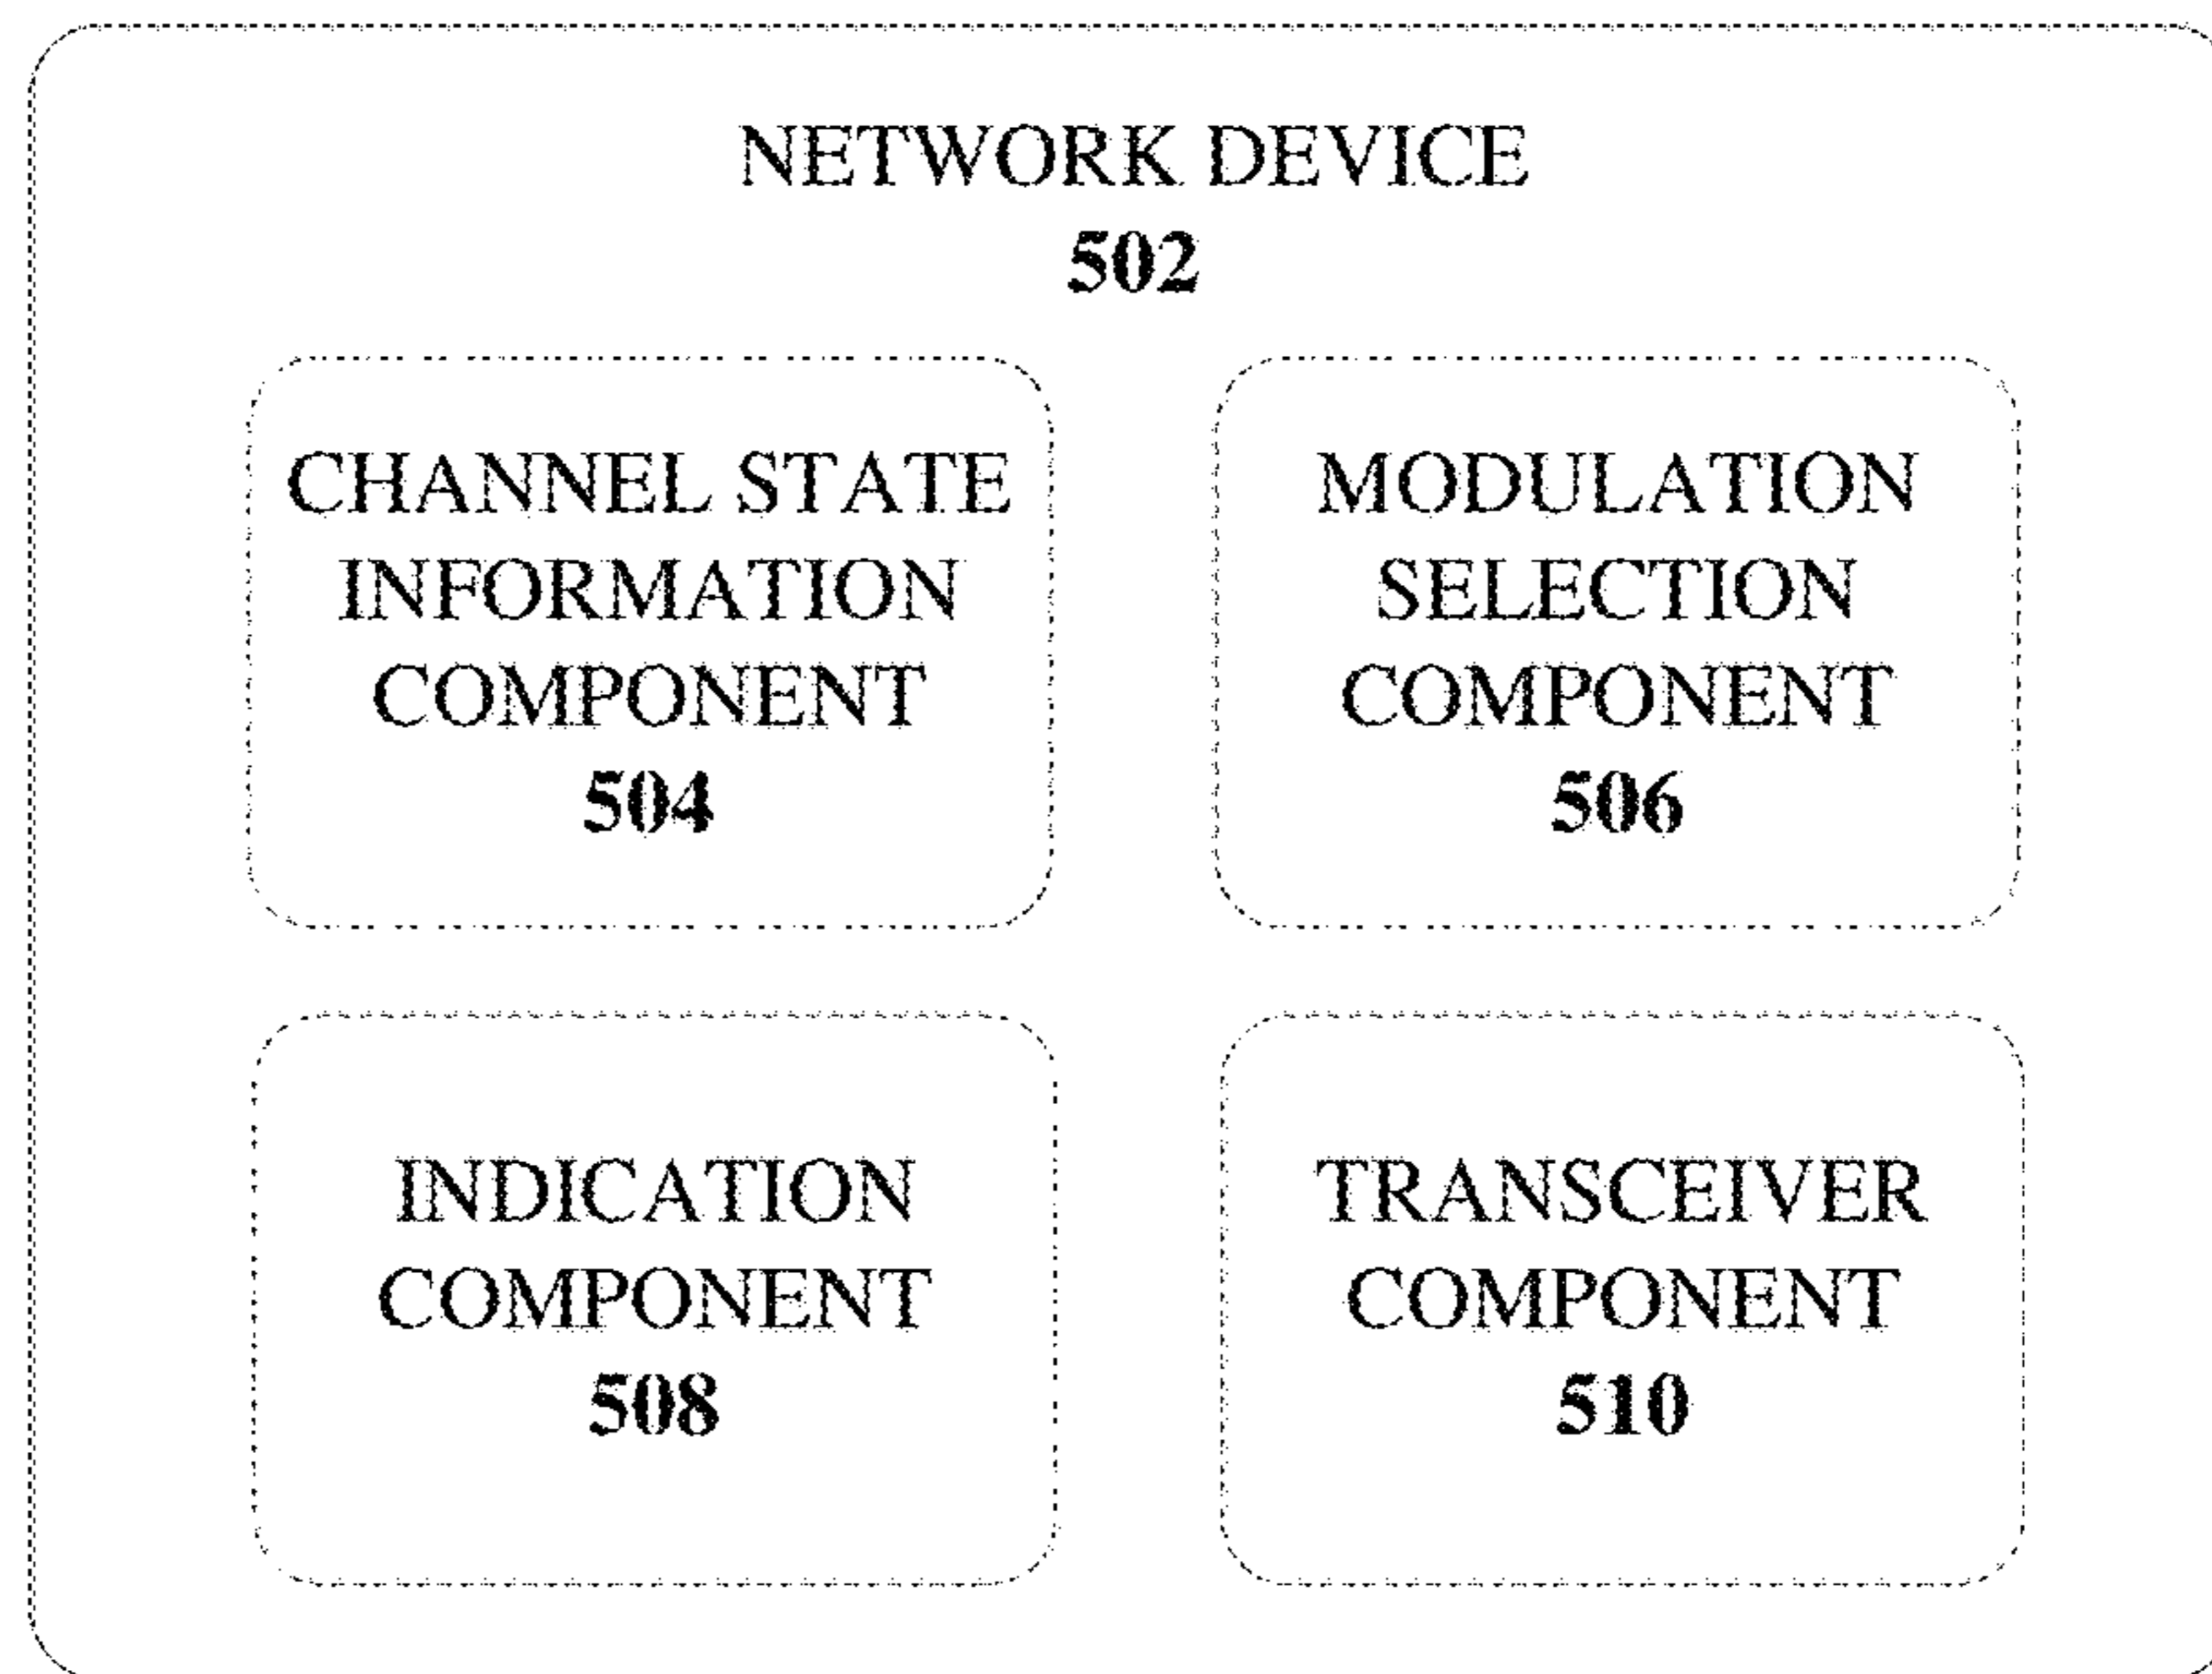 NETWORK DEVICE
502
CHANNEL STATE
INFORMATION
COMPONENT
504
MODULATION
SELECTION
COMPONENT
506
INDICATION
COMPONENT
508
TRANSCEIVER
COMPONENT
510